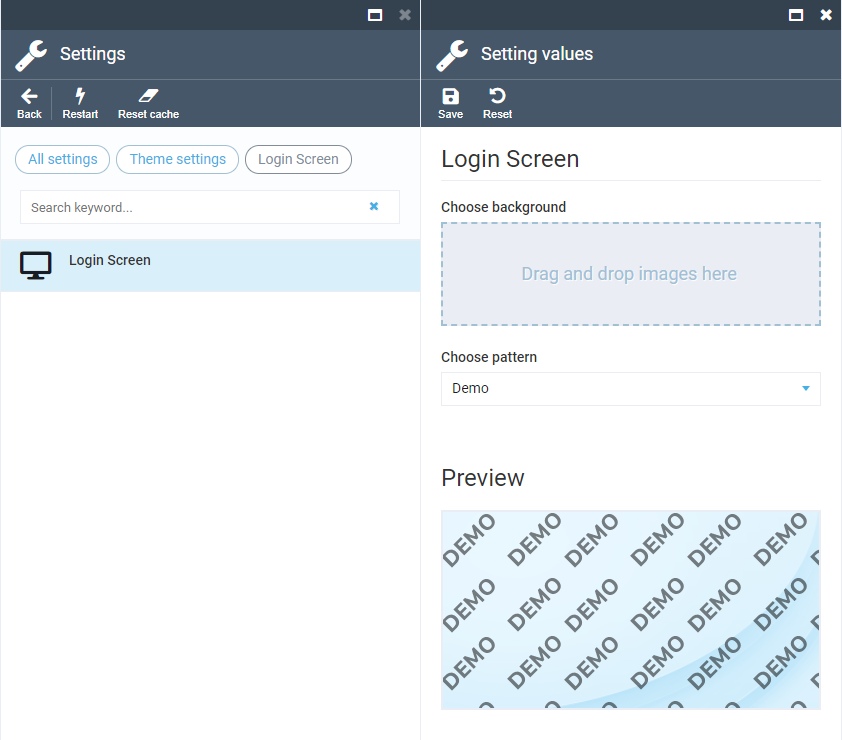 Settings
Back
Restart
Reset cache
All settings
Theme settings
Login Screen
Search keyword...
Login Screen
Setting values
Save
Reset
Login Screen
Choose background
Drag and drop images here
Choose pattern
Demo
Preview
DEMO DEMO DEMO DEMO DEMO DEMO
DEMO DEMO DEMO DEMO DEMO DEMO
DEMO DEMO DEMO DEMO DEMO DEMO